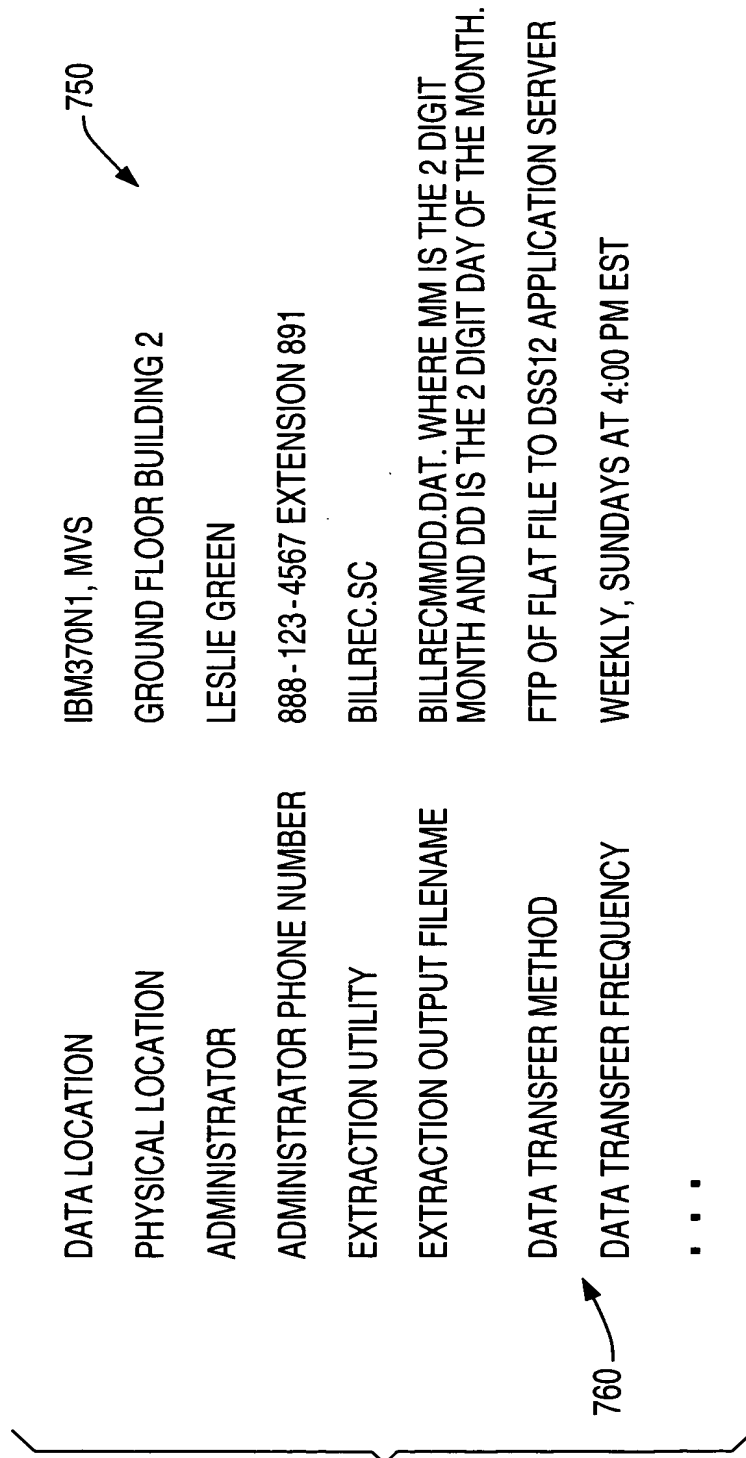 750
DATA LOCATION IBM370N1, MVS
PHYSICAL LOCATION GROUND FLOOR BUILDING 2
ADMINISTRATOR LESLIE GREEN
ADMINISTRATOR PHONE NUMBER 888-123-4567 EXTENSION 891
EXTRACTION UTILITY BILLREC.SC
EXTRACTION OUTPUT FILENAME BILLRECMMDD.DAT. WHERE MM IS THE 2 DIGIT
MONTH AND DD IS THE 2 DIGIT DAY OF THE MONTH.
DATA TRANSFER METHOD FTP OF FLAT FILE TO DSS12 APPLICATION SERVER
760
DATA TRANSFER FREQUENCY WEEKLY, SUNDAYS AT 4:00 PM EST
...